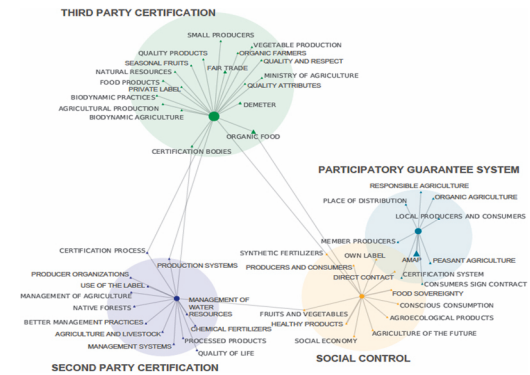 THIRD PARTY CERTIFICATION
SMALL PRODUCERS
VEGETABLE PRODUCTION
QUALITY PRODUCTS
ORGANIC FARMERS
SEASONAL FRUITS
QUALITY AND RESPECT
NATURAL RESOURCES
FAIR TRADE
MINISTRY OF AGRICULTURE
FOOD PRODUCTS
PRIVATE LABEL
QUALITY ATTRIBUTES
BIODYNAMIC PRACTICES
AGRICULTURAL PRODUCTION
DEMETER
BIODYNAMIC AGRICULTURE
ORGANIC FOOD
CERTIFICATION BODIES
PARTICIPATORY GUARANTEE SYSTEM
RESPONSIBLE AGRICULTURE
PLACE OF DISTRIBUTION
ORGANIC AGRICULTURE
LOCAL PRODUCERS AND CONSUMERS
MEMBER PRODUCERS
AMAP
PEASANT AGRICULTURE
CERTIFICATION PROCESS
PRODUCTION SYSTEMS
PRODUCER ORGANIZATIONS
USE OF THE LABEL
MANAGEMENT OF AGRICULTURE
MANAGEMENT OF
WATER
RESOURCES
NATIVE FORESTS
BETTER MANAGEMENT PRACTICES
CHEMICAL FERTILIZERS
AGRICULTURE AND LIVESTOCK
PROCESSED PRODUCTS
MANAGEMENT SYSTEMS
QUALITY OF LIFE
SECOND PARTY CERTIFICATION
SYNTHETIC FERTILIZERS
OWN LABEL
PRODUCERS AND CONSUMERS
DIRECT CONTACT
CERTIFICATION SYSTEM
CONSUMERS SIGN CONTRACT
FOOD SOVEREIGNTY
CONSCIOUS CONSUMPTION
FRUITS AND VEGETABLES
AGROECOLOGICAL PRODUCTS
HEALTHY PRODUCTS
AGRICULTURE OF THE FUTURE
SOCIAL ECONOMY
SOCIAL CONTROL